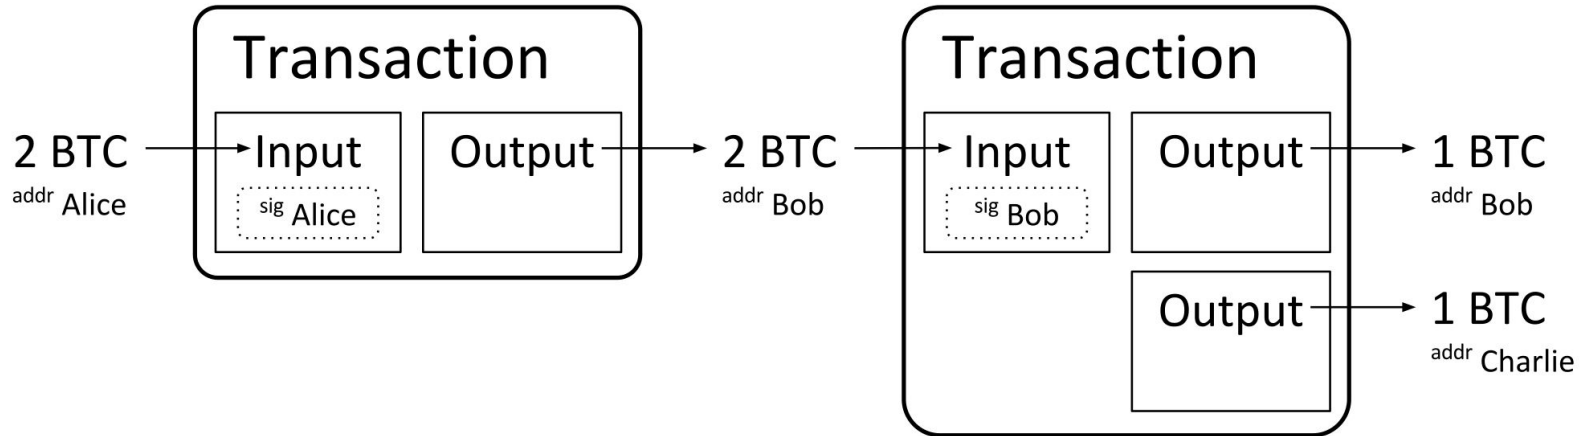 Transaction
Transaction
2 BTC
addr Alice
Input
sig Alice
Output
2 BTC
addr Bob
Input
sig Bob
Output
1 BTC
addr Bob
Output
1 BTC
addr Charlie